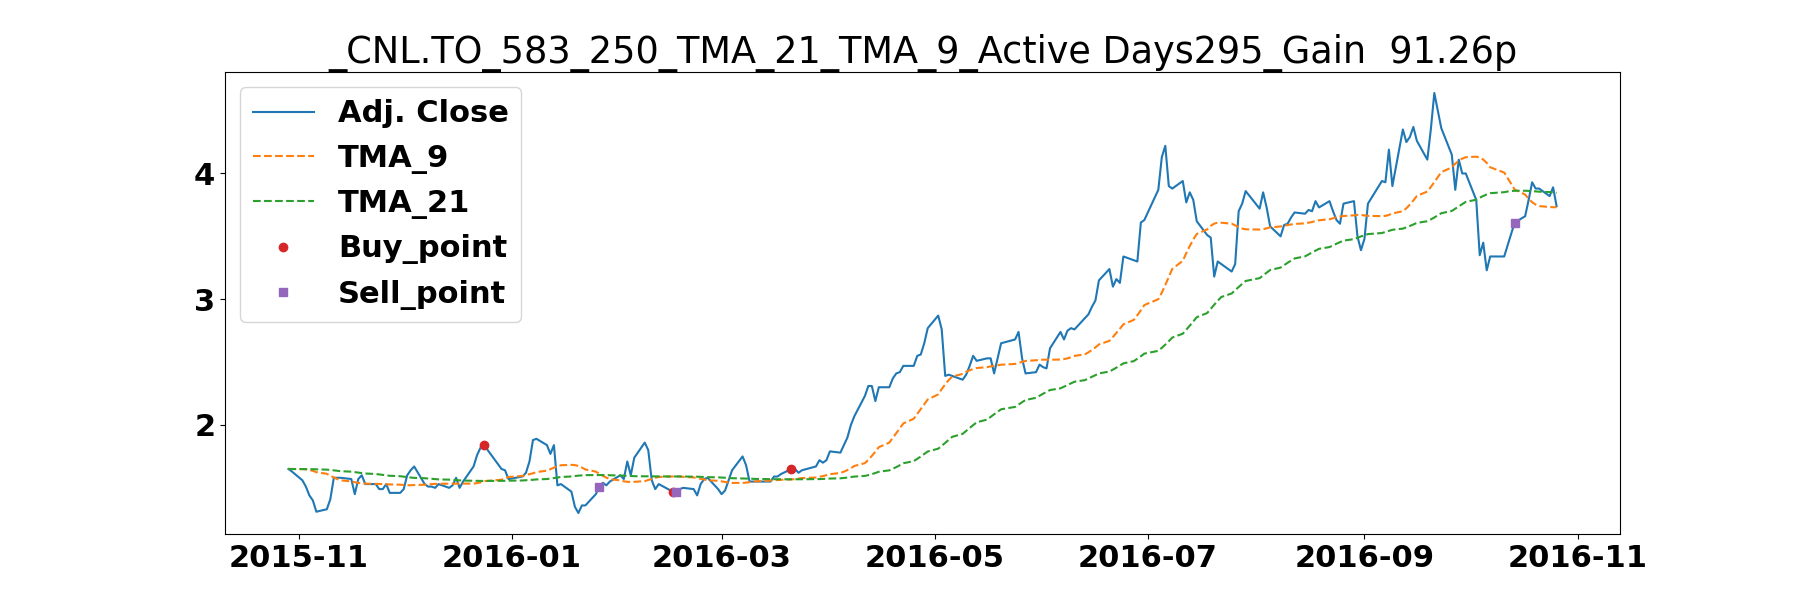 _CNL.TO_583_250_TMA_21_TMA_9_Active Days295_Gain  91.26p
Adj. Close
TMA_9
TMA_21
Buy_point
Sell_point
4
3
2
2015-11
2016-01
2016-03
2016-05
2016-07
2016-09
2016-11